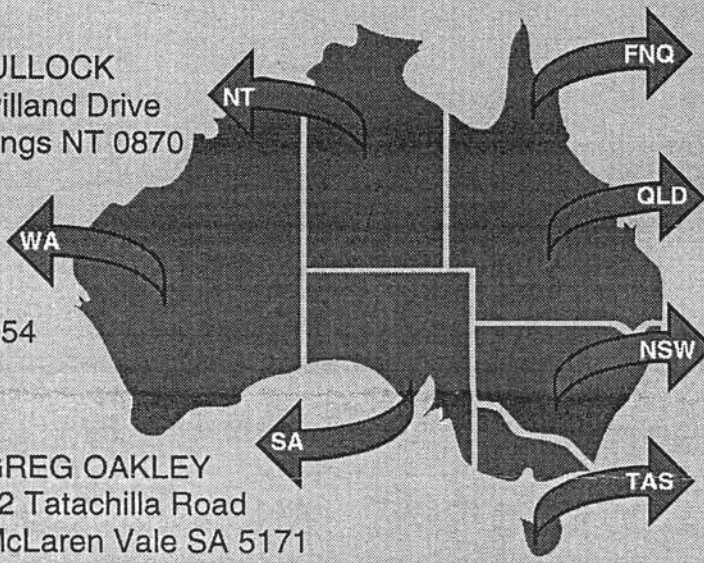 FNQ
ULLOCK
NT
illand Drive
ngs NT 0870
QLD
WA
54
NSW
SA
GREG OAKLEY
2 Tatachilla Road
McLaren Vale SA 5171
TAS